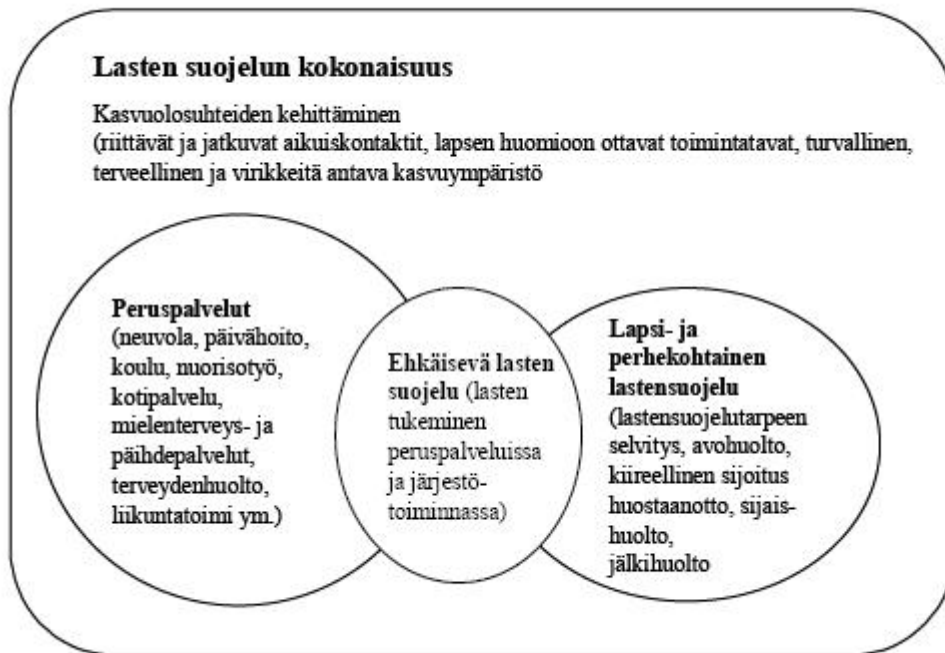 Lasten suojelun kokonaisuus
Kasvuolosuhteiden kehittäminen
(riittävät ja jatkuvat aikuiskontaktit, lapsen huomioon ottavat toimintatavat, turvallinen,
terveellinen ja virikkeitä antava kasvuympäristö
Peruspalvelut
(neuvola, päivähoito,
koulu, nuorisotyö,
kotipalvelu,
mielenterveys- ja
päihdepalvelut,
terveydenhuolto,
liikuntatoimi ym.)
Ehkäisevä lasten
suojelu (lasten
tukeminen
peruspalveluissa
ja järjestö-
toiminnassa)
Lapsi- ja
perhekohtainen
lastensuojelu
(lastensuojelutarpeen
selvitys, avohuolto,
kiireellinen sijoitus
huostaanotto, sijais-
huolto,
jälkihuolto